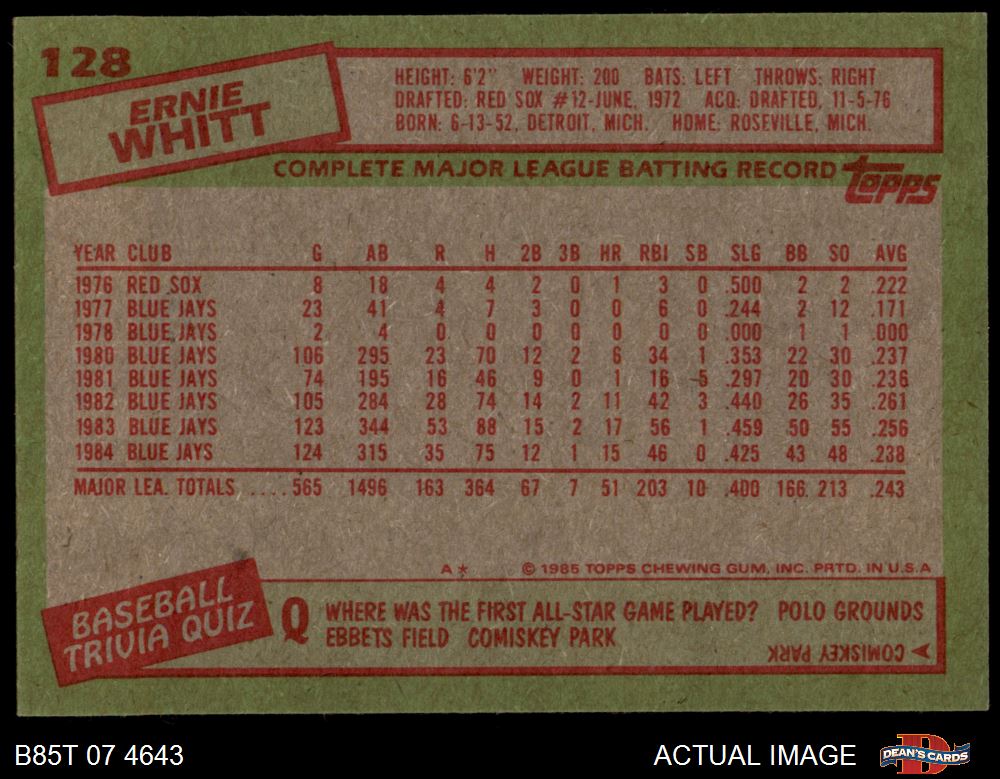 128
ERNIE
WHITT
HEIGHT: 6'2" WEIGHT: 200 BATS: LEFT THROWS: RIGHT
DRAFTED: RED SOX #12-JUNE, 1972 ACQ: DRAFTED, 11-5-76
BORN: 6-13-52, DETROIT, MICH. HOME: ROSEVILLE, MICH.
COMPLETE MAJOR LEAGUE BATTING RECORD topps
YEAR CLUB G AB R H 2B 3B HR RBI SB SLG BB SO AVG
1976 RED SOX 8 18 4 4 2 0 1 3 0 .500 2 2 .222
1977 BLUE JAYS 23 41 4 7 3 0 0 6 0 .244 2 12 .171
1978 BLUE JAYS 2 4 0 0 0 0 0 0 0 .000 1 1 .000
1980 BLUE JAYS 106 295 23 70 12 2 6 34 1 .353 22 30 .237
1981 BLUE JAYS 74 195 16 46 9 0 1 16 5 .297 20 30 .236
1982 BLUE JAYS 105 284 28 74 14 2 11 42 3 .440 26 35 .261
1983 BLUE JAYS 123 344 53 88 15 2 17 56 1 .459 50 55 .256
1984 BLUE JAYS 124 315 35 75 12 1 15 46 0 .425 43 48 .238
MAJOR LEA. TOTALS ....565 1496 163 364 67 7 51 203 10 .400 166 213 .243
A* © 1985 TOPPS CHEWING GUM, INC. PRTD. IN U.S.A
BASEBALL
TRIVIA QUIZ
Q WHERE WAS THE FIRST ALL-STAR GAME PLAYED? POLO GROUNDS
EBBETS FIELD COMISKEY PARK
COMISKEY PARK
B85T 07 4643 ACTUAL IMAGE DEAN'S CARDS